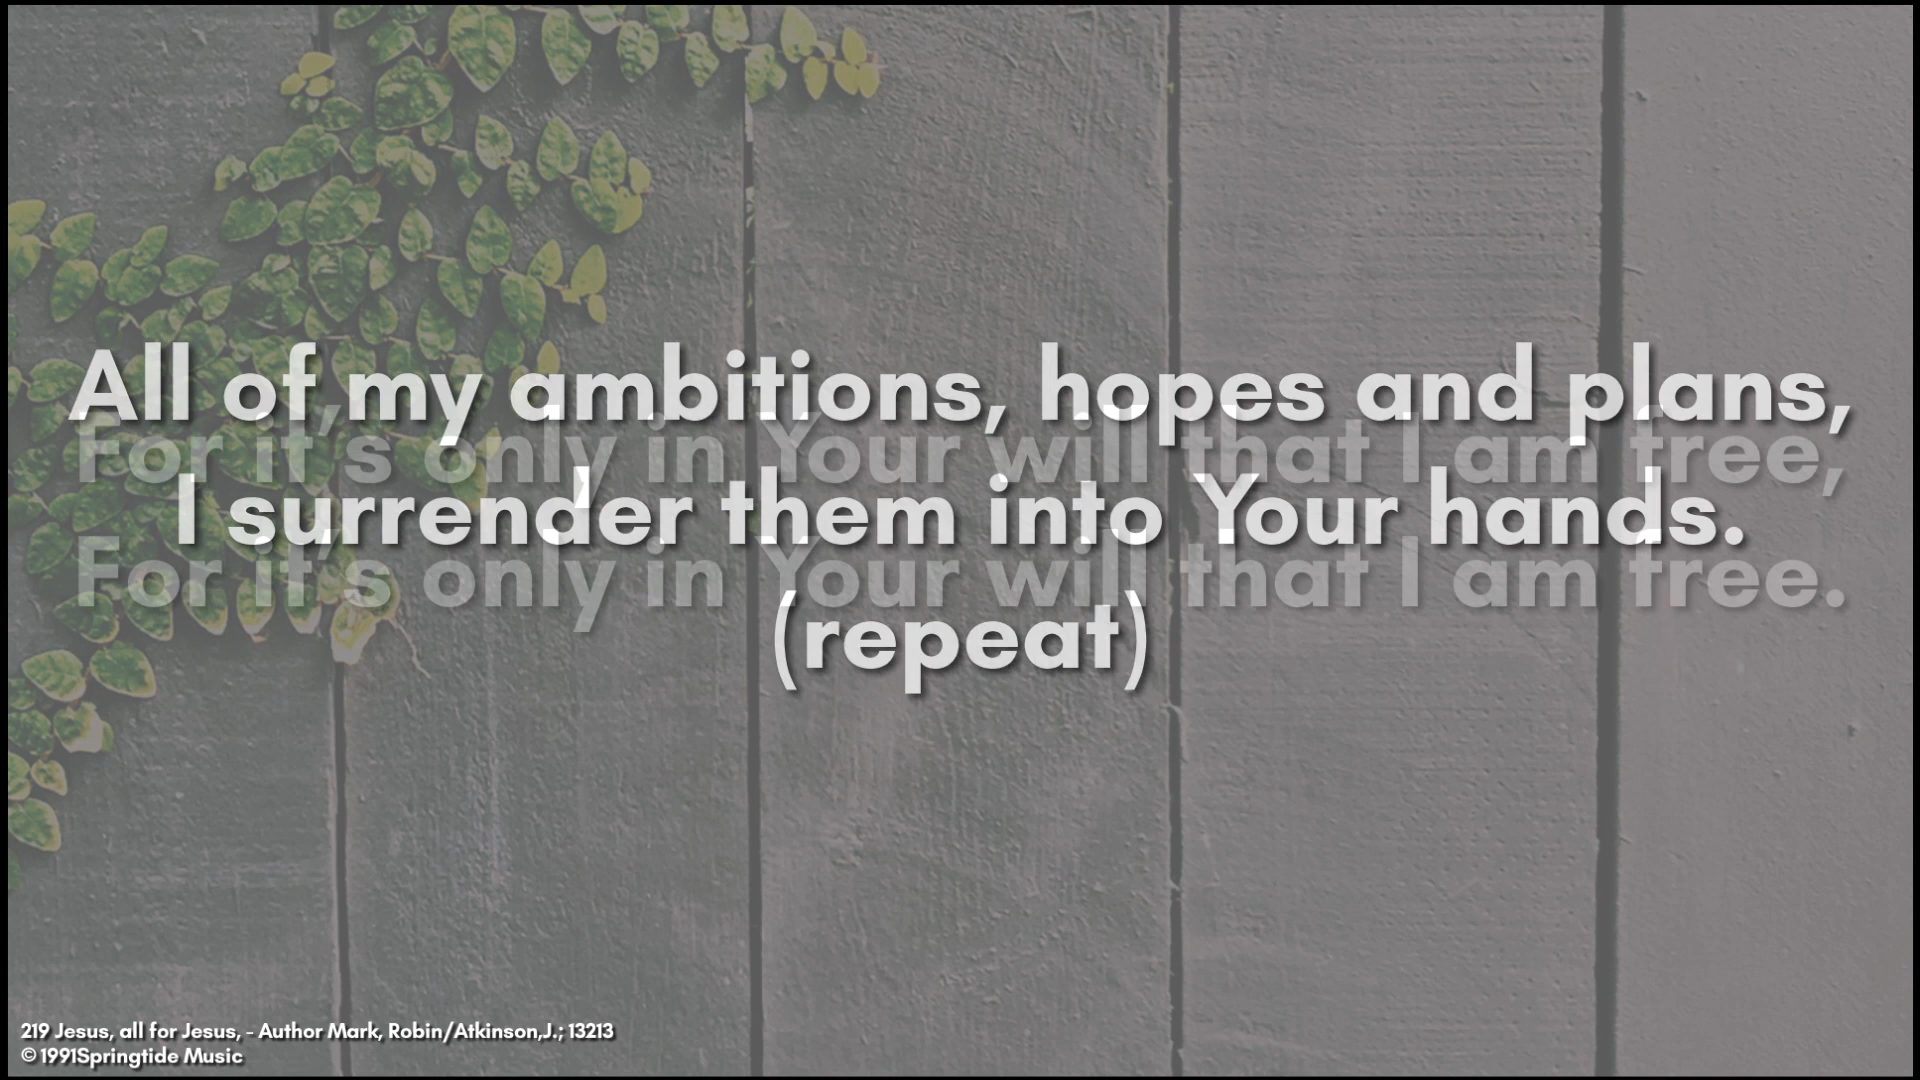 All of my ambitions, hopes and plans,
For it's only in Your will that I am free,
I surrender them into Your hands.
For it's only in Your will that I am free.
(repeat)
219 Jesus, all for Jesus, - Author Mark, Robin/Atkinson,J.; 13213
© 1991Springtide Music